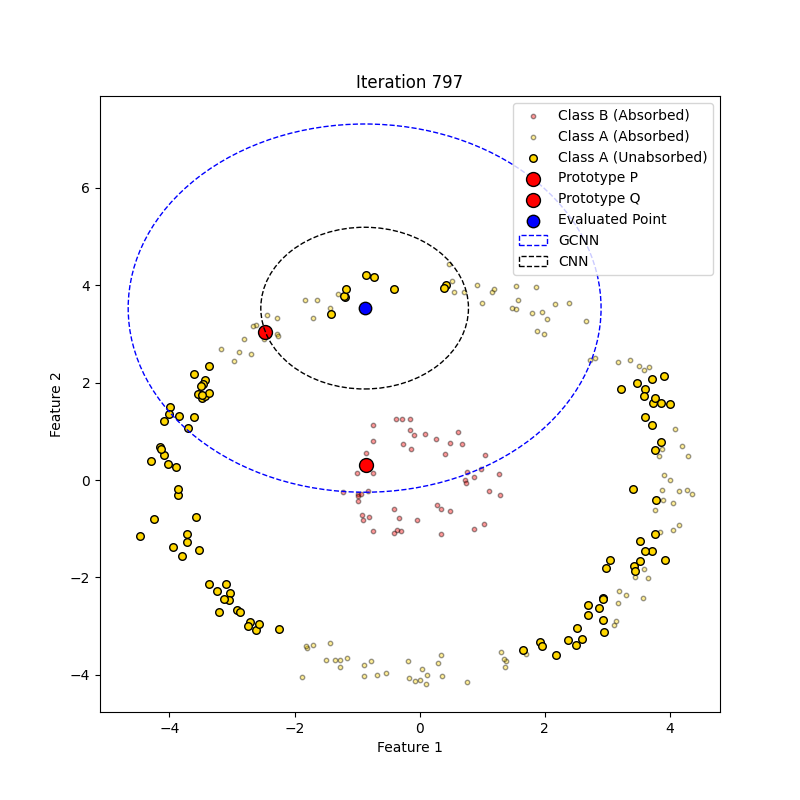 Iteration 797
Class B (Absorbed)
Class A (Absorbed)
Class A (Unabsorbed)
Prototype P
Prototype Q
Evaluated Point
GCNN
CNN
6
4
2
0
−2
−4
Feature 2
−4
−2
0
2
4
Feature 1